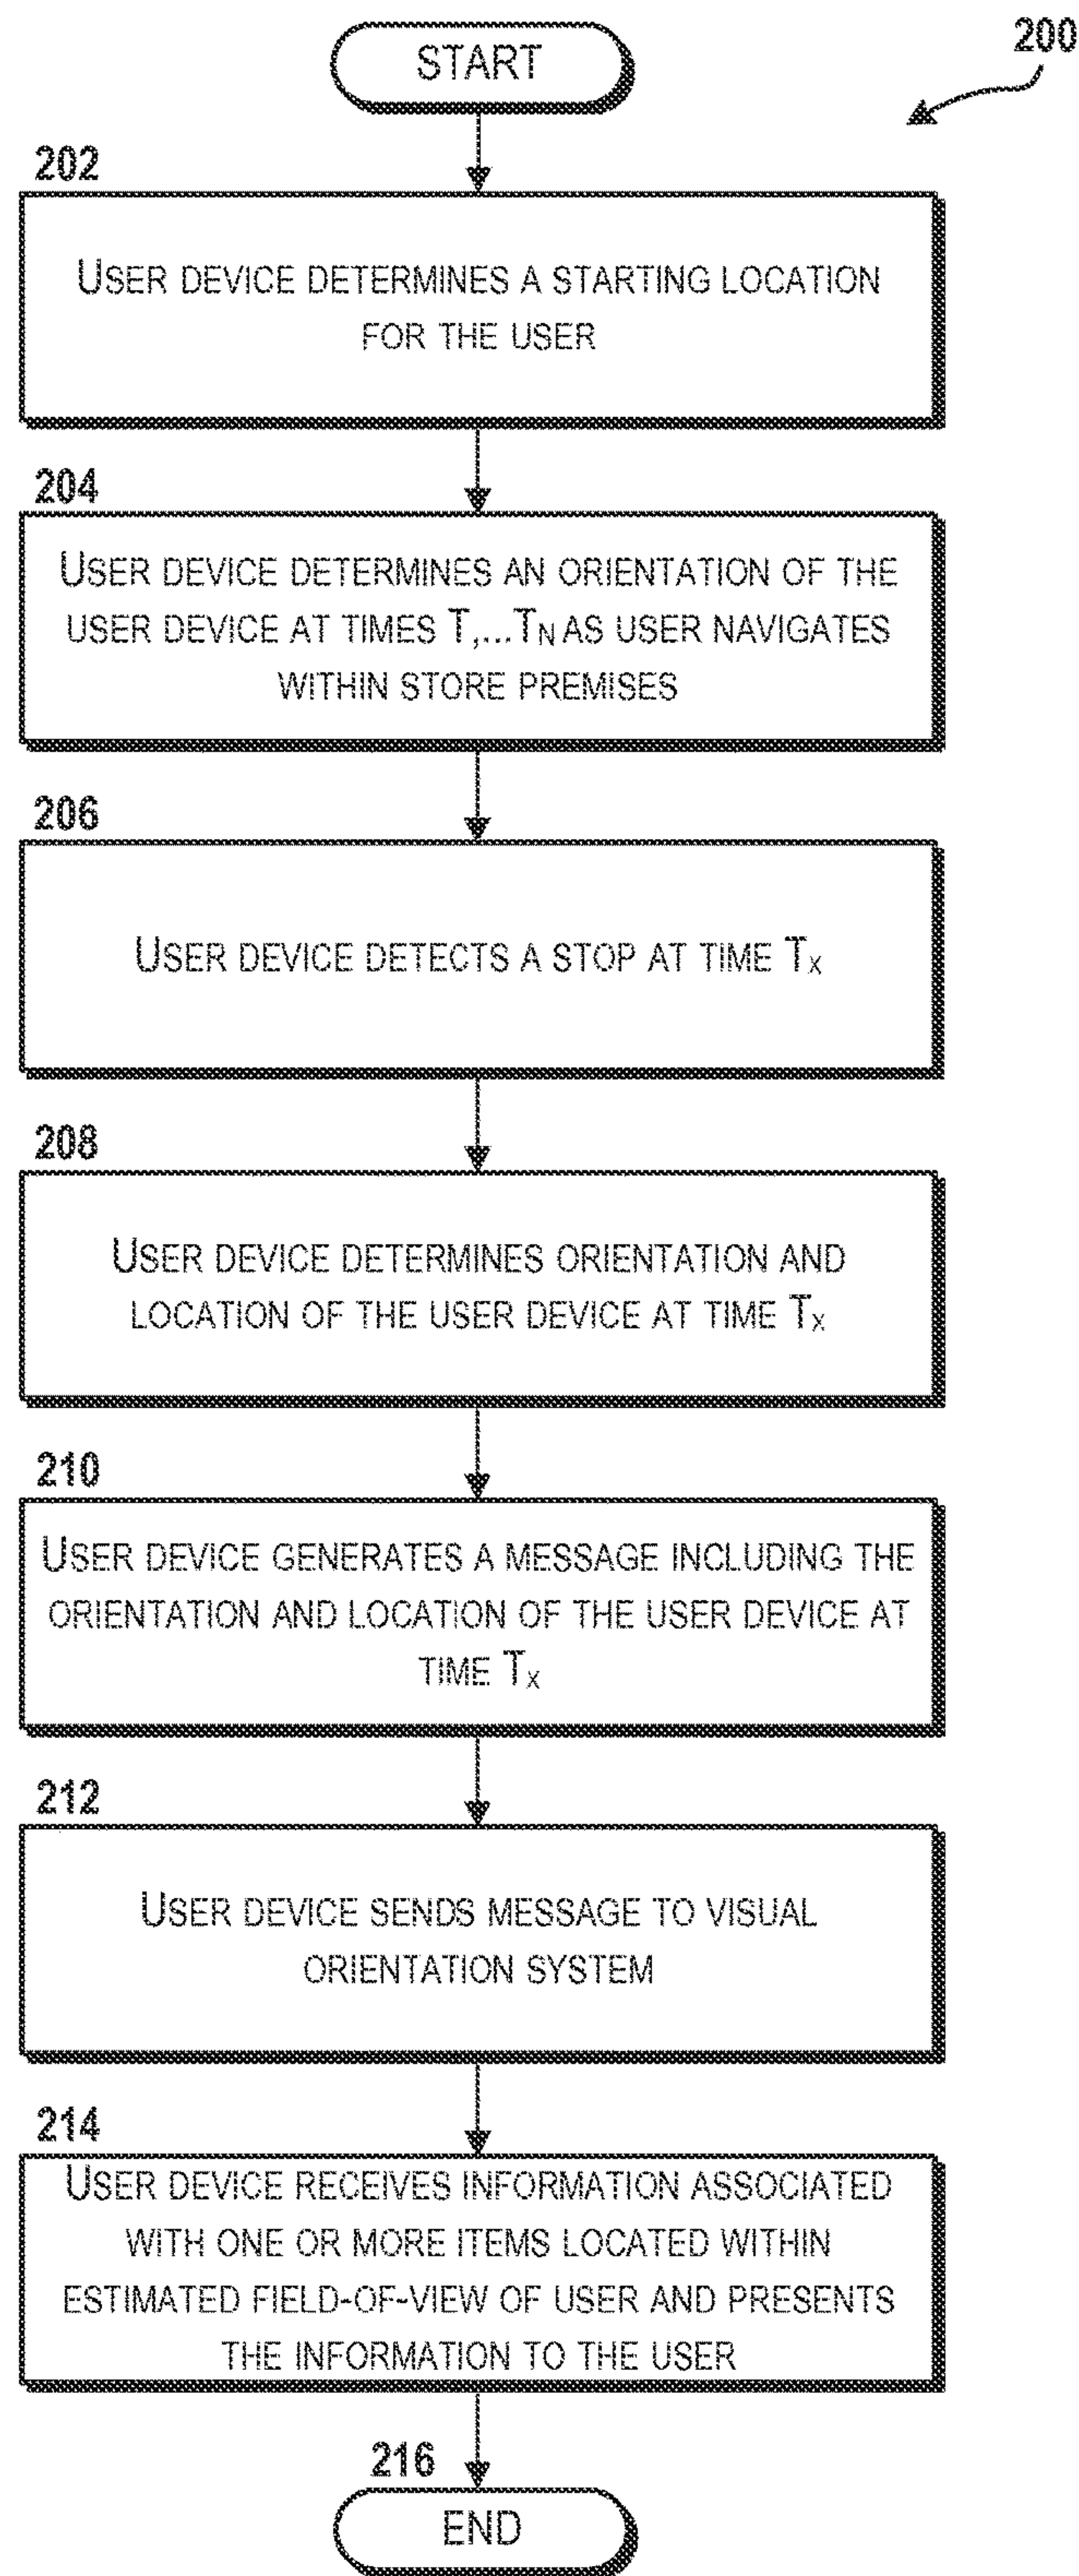 START
200
202
USER DEVICE DETERMINES A STARTING LOCATION
FOR THE USER
204
USER DEVICE DETERMINES AN ORIENTATION OF THE
USER DEVICE AT TIMES T,...TN AS USER NAVIGATES
WITHIN STORE PREMISES
206
USER DEVICE DETECTS A STOP AT TIME TX
208
USER DEVICE DETERMINES ORIENTATION AND
LOCATION OF THE USER DEVICE AT TIME TX
210
USER DEVICE GENERATES A MESSAGE INCLUDING THE
ORIENTATION AND LOCATION OF THE USER DEVICE AT
TIME TX
212
USER DEVICE SENDS MESSAGE TO VISUAL
ORIENTATION SYSTEM
214
USER DEVICE RECEIVES INFORMATION ASSOCIATED
WITH ONE OR MORE ITEMS LOCATED WITHIN
ESTIMATED FIELD-OF-VIEW OF USER AND PRESENTS
THE INFORMATION TO THE USER
216
END